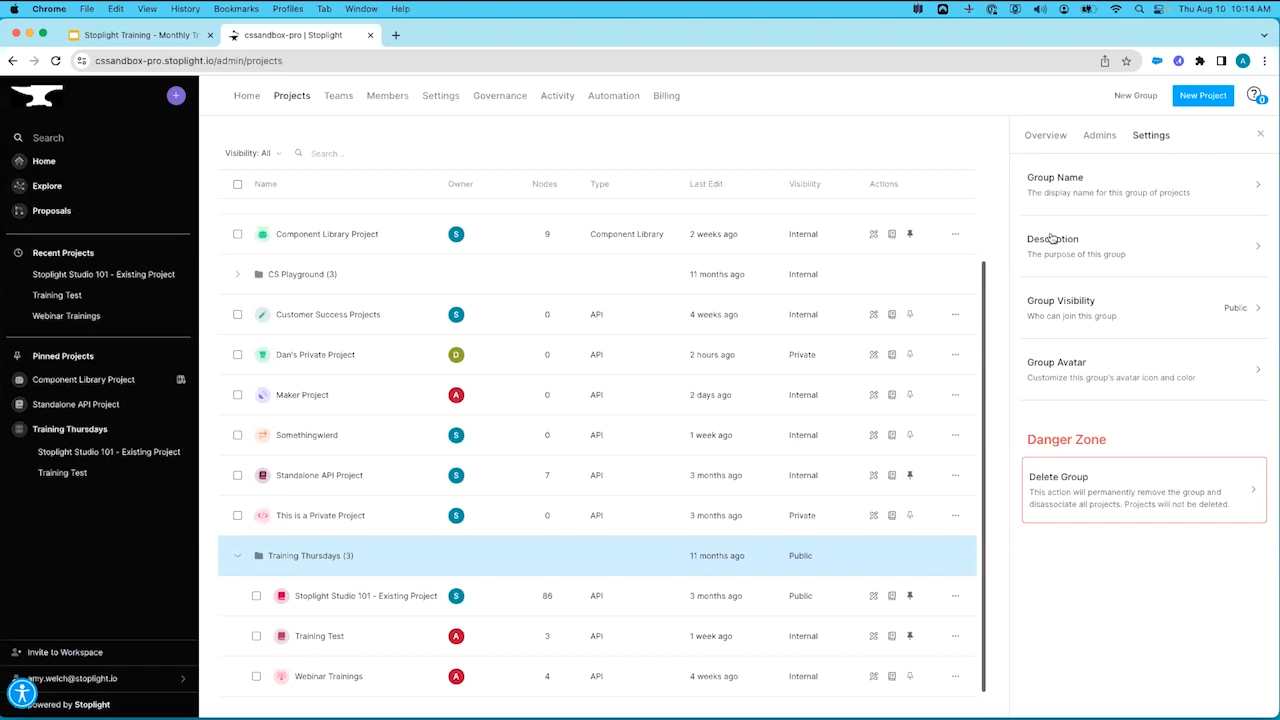 Chrome File Edit View History Bookmarks Profiles Tab Window Help Thu Aug 10 10:14 AM
Stoplight Training - Monthly Tr cssandbox-pro | Stoplight
cssandbox-pro.stoplight.io/admin/projects A
Home Projects Teams Members Settings Governance Activity Automation Billing New Group New Project 0
Search
Home
Explore
Proposals
Recent Projects
Stoplight Studio 101 - Existing Project
Training Test
Webinar Trainings
Pinned Projects
Component Library Project
Standalone API Project
Training Thursdays
Stoplight Studio 101 - Existing Project
Training Test
Invite to Workspace
amy.welch@stoplight.io
powered by Stoplight
Visibility: All Search...
Name Owner Nodes Type Last Edit Visibility Actions
Component Library Project S 9 Component Library 2 weeks ago Internal
CS Playground (3) 11 months ago Internal
Customer Success Projects S 0 API 4 weeks ago Internal
Dan's Private Project D 0 API 2 hours ago Private
Maker Project A 0 API 2 days ago Internal
Somethingwierd S 0 API 1 week ago Internal
Standalone API Project S 7 API 3 months ago Internal
This is a Private Project S 0 API 3 months ago Private
Training Thursdays (3) 11 months ago Public
Stoplight Studio 101 - Existing Project S 86 API 3 months ago Public
Training Test A 3 API 1 week ago Internal
Webinar Trainings A 4 API 4 weeks ago Internal
Overview Admins Settings
Group Name
The display name for this group of projects
Description
The purpose of this group
Group Visibility
Who can join this group
Public
Group Avatar
Customize this group's avatar icon and color
Danger Zone
Delete Group
This action will permanently remove the group and
disassociate all projects. Projects will not be deleted.